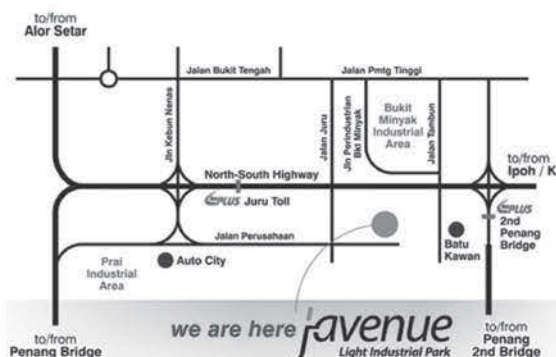 to/from
Alor Setar
Jalan Bukit Tengah
Jalan Pmtg Tinggi
Jln Kebun Nenas
Jalan Juru
Jln Perindustrian
Bkt Minyak
Bukit
Minyak
Industrial
Area
Jalan Tambun
North-South Highway
to/from
Ipoh / K
PLUS Juru Toll
PLUS
2nd
Penang
Bridge
Jalan Perusahaan
Batu
Kawan
Prai
Industrial
Area
Auto City
we are here
javenue
Light Industrial Park
to/from
Penang Bridge
to/from
Penang
2nd Bridge